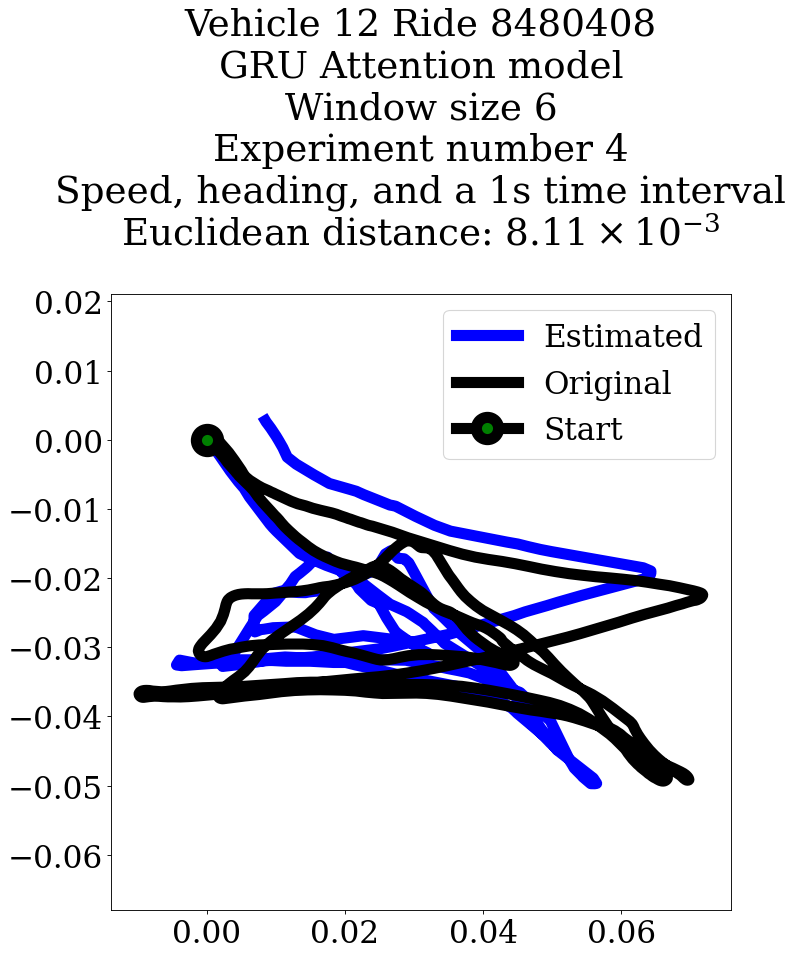 Vehicle 12 Ride 8480408
GRU Attention model
Window size 6
Experiment number 4
Speed, heading, and a 1s time interval
Euclidean distance: 8.11 × 10⁻³
Estimated
Original
Start
0.02
0.01
0.00
−0.01
−0.02
−0.03
−0.04
−0.05
−0.06
0.00 0.02 0.04 0.06